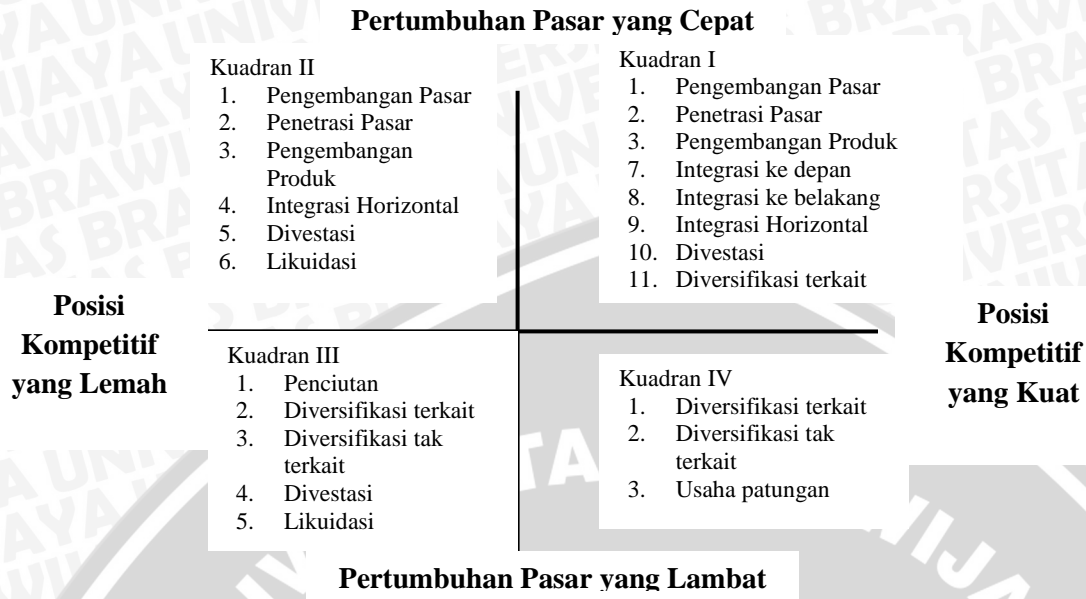 Pertumbuhan Pasar yang Cepat
Kuadran II
1. Pengembangan Pasar
2. Penetrasi Pasar
3. Pengembangan
Produk
4. Integrasi Horizontal
5. Divestasi
6. Likuidasi
Kuadran I
1. Pengembangan Pasar
2. Penetrasi Pasar
3. Pengembangan Produk
7. Integrasi ke depan
8. Integrasi ke belakang
9. Integrasi Horizontal
10. Divestasi
11. Diversifikasi terkait
Posisi
Kompetitif
yang Lemah
Posisi
Kompetitif
yang Kuat
Kuadran III
1. Penciutan
2. Diversifikasi terkait
3. Diversifikasi tak
terkait
4. Divestasi
5. Likuidasi
Kuadran IV
1. Diversifikasi terkait
2. Diversifikasi tak
terkait
3. Usaha patungan
Pertumbuhan Pasar yang Lambat